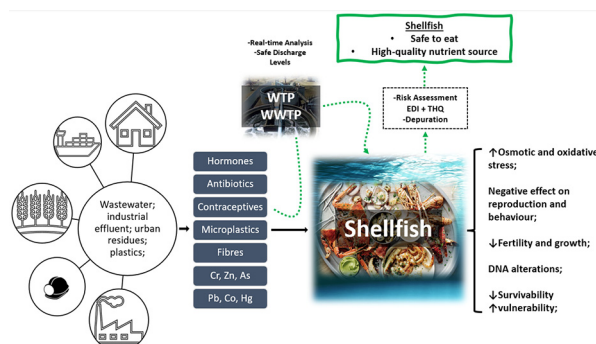 Shellfish
• Safe to eat
• High-quality nutrient source
-Real-time Analysis
-Safe Discharge
Levels
WTP
WWTP
-Risk Assessment
EDI + THQ
-Depuration
Wastewater;
industrial
effluent; urban
residues;
plastics;
Hormones
Antibiotics
Contraceptives
Microplastics
Fibres
Cr, Zn, As
Pb, Co, Hg
Shellfish
↑Osmotic and oxidative
stress;
Negative effect on
reproduction and
behaviour;
↓Fertility and growth;
DNA alterations;
↓Survivability
↑vulnerability;